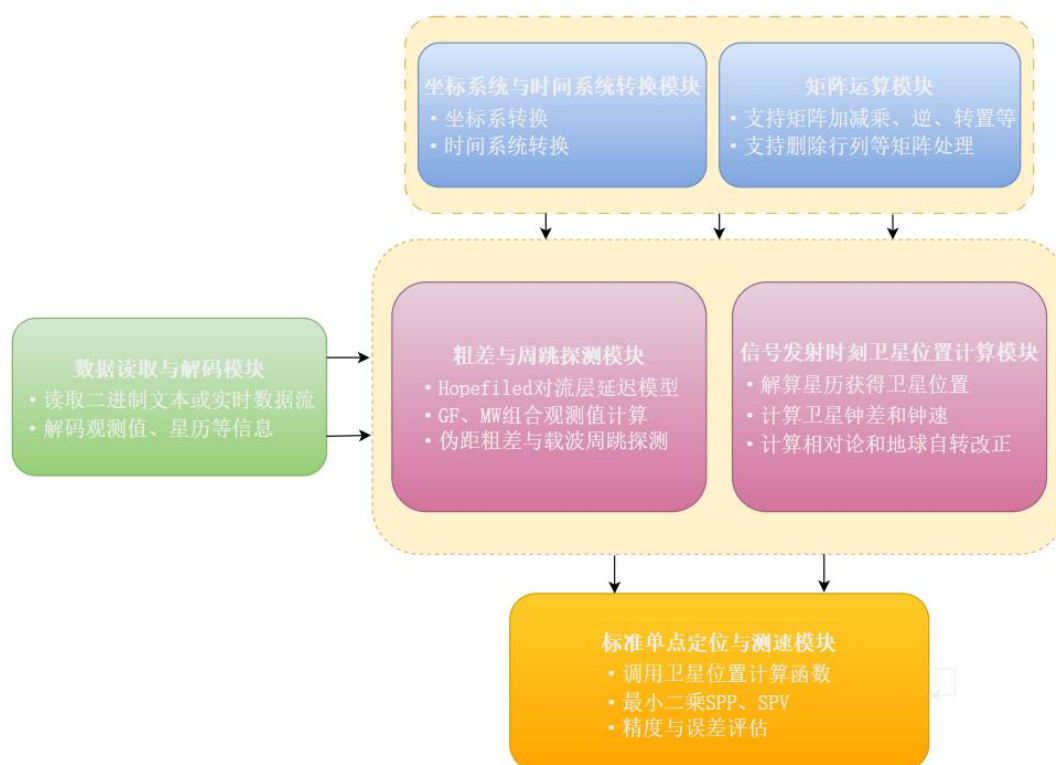 坐标系统与时间系统转换模块
• 坐标系转换
• 时间系统转换
矩阵运算模块
• 支持矩阵加减乘、逆、转置等
• 支持删除行列等矩阵处理
数据读取与解码模块
• 读取二进制文本或实时数据流
• 解码观测值、星历等信息
粗差与周跳探测模块
• Hopefiled对流层延迟模型
• GF、MW组合观测值计算
• 伪距粗差与载波周跳探测
信号发射时刻卫星位置计算模块
• 解算星历获得卫星位置
• 计算卫星钟差和钟速
• 计算相对论和地球自转改正
标准单点定位与测速模块
• 调用卫星位置计算函数
• 最小二乘SPP、SPV
• 精度与误差评估